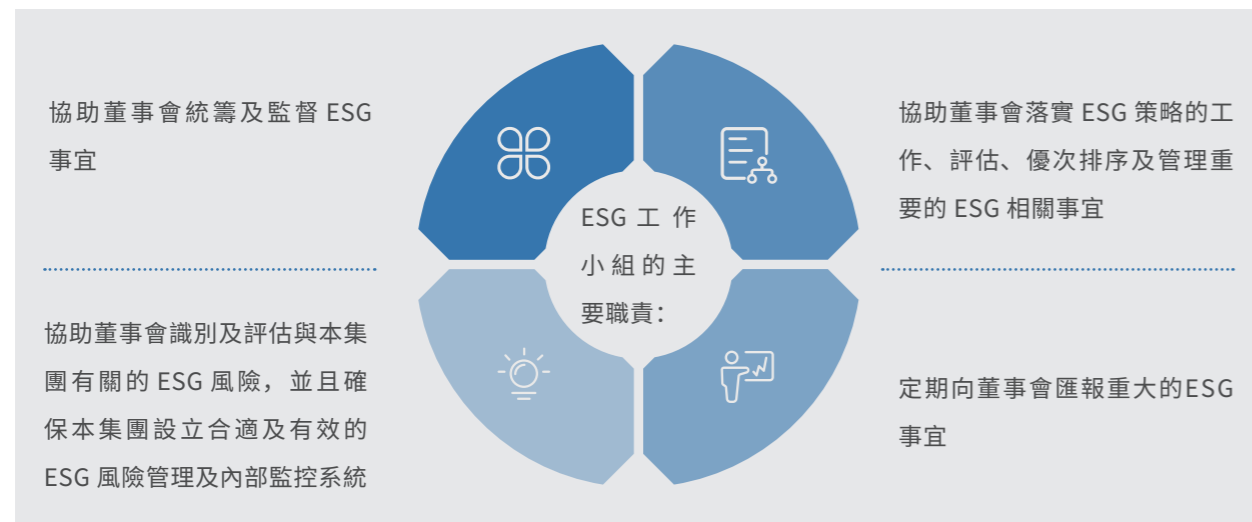 協助董事會統籌及監督 ESG
事宜
協助董事會落實 ESG 策略的工
作、評估、優次排序及管理重
要的 ESG 相關事宜
ESG 工 作
小組的主
要職責：
協助董事會識別及評估與本集
團有關的 ESG 風險，並且確
保本集團設立合適及有效的
ESG 風險管理及內部監控系統
定期向董事會匯報重大的ESG
事宜